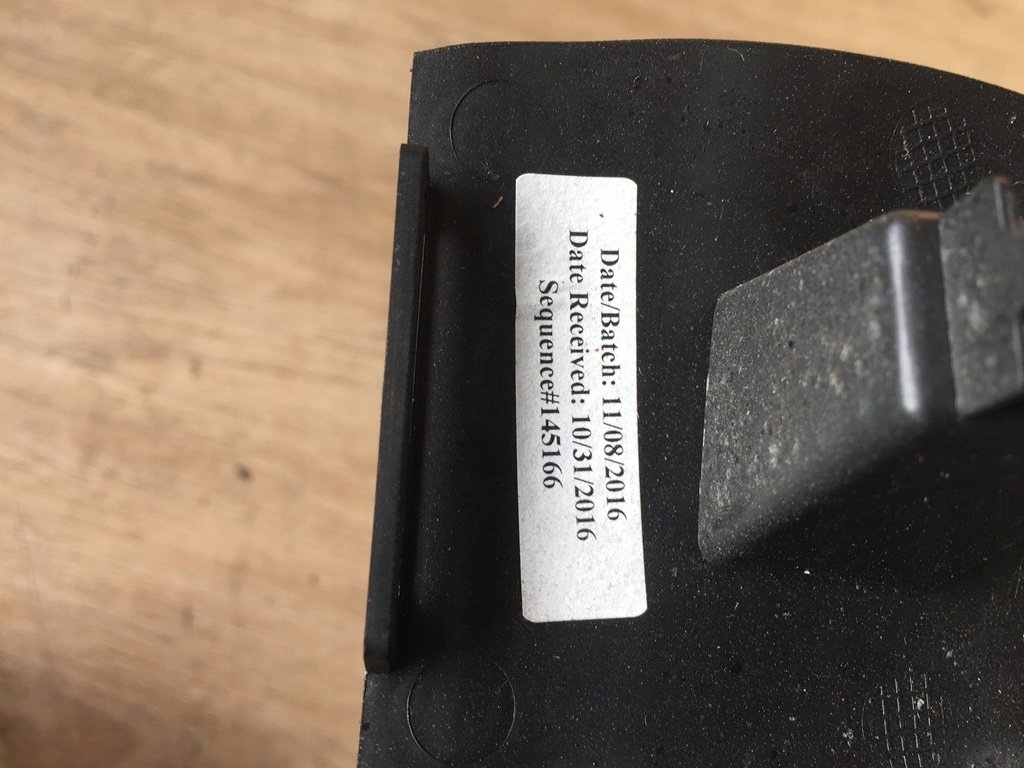 Date/Batch: 11/08/2016
Date Received: 10/31/2016
Sequence#145166